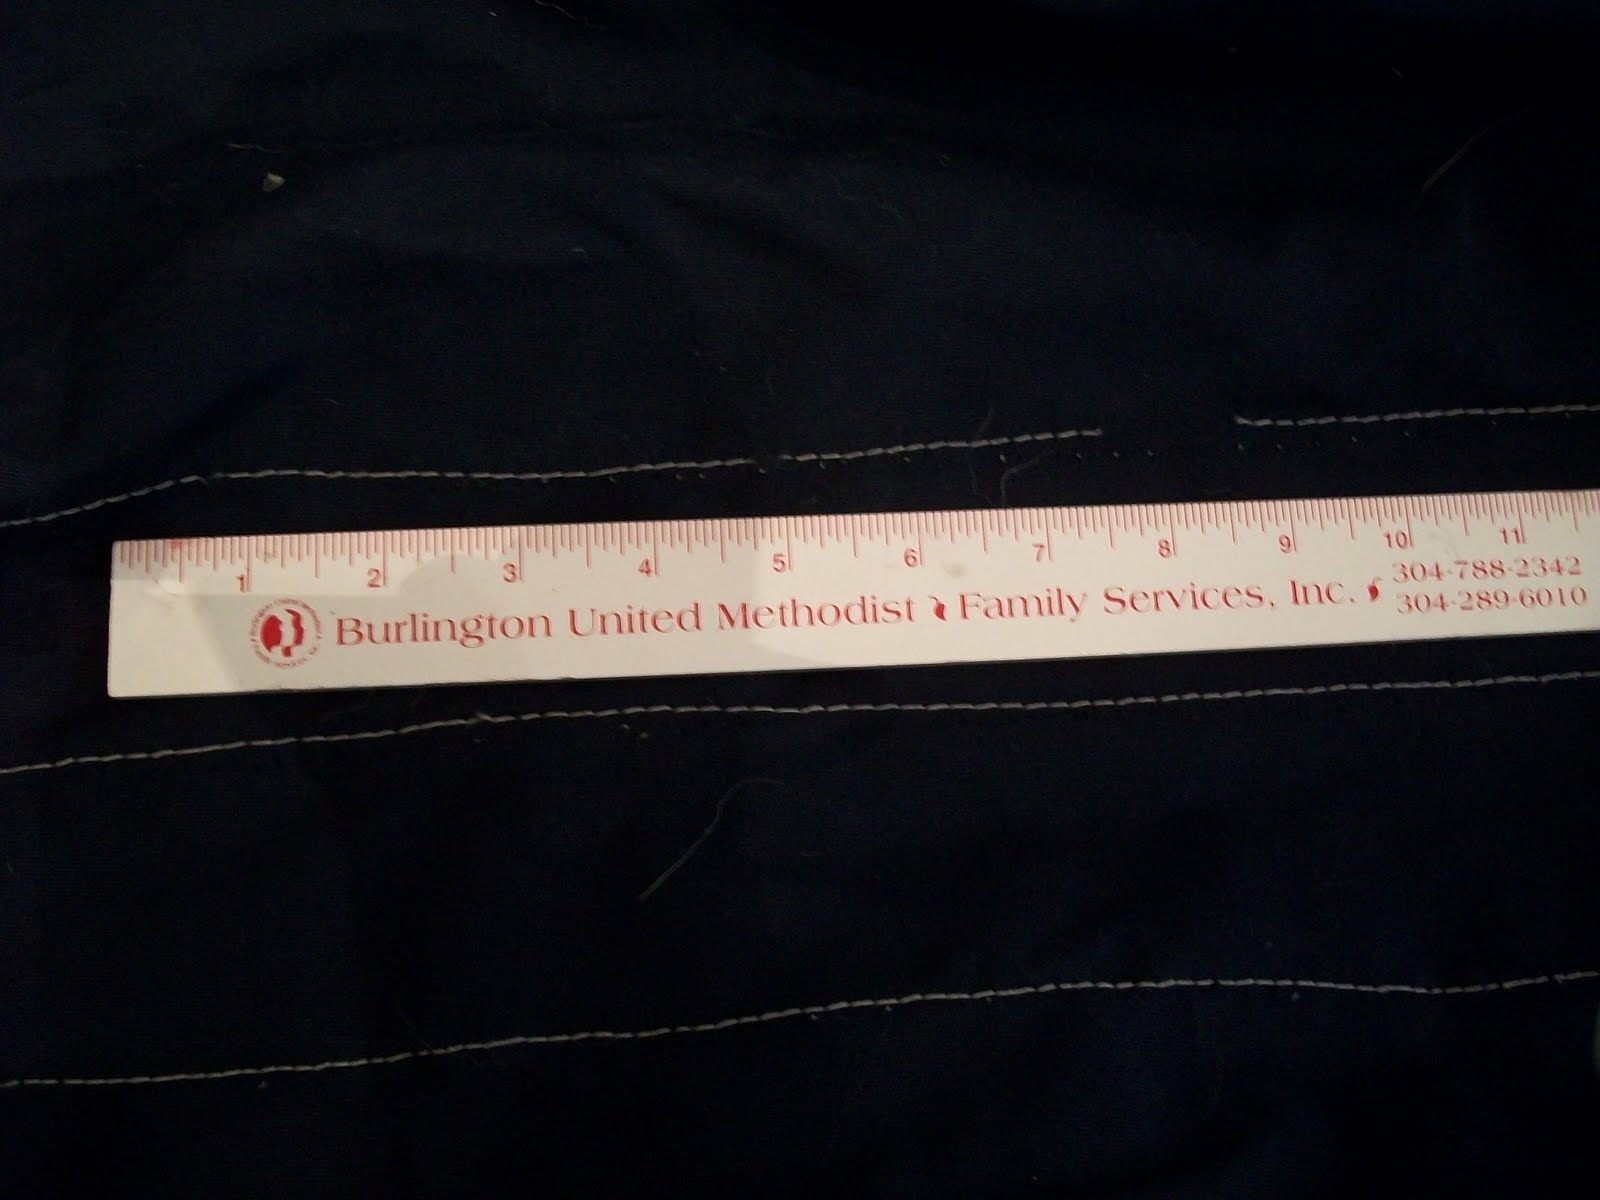 1 2 3 4 5 6 7 8 9 10 11
Burlington United Methodist Family Services, Inc.
304-788-2342
304-289-6010